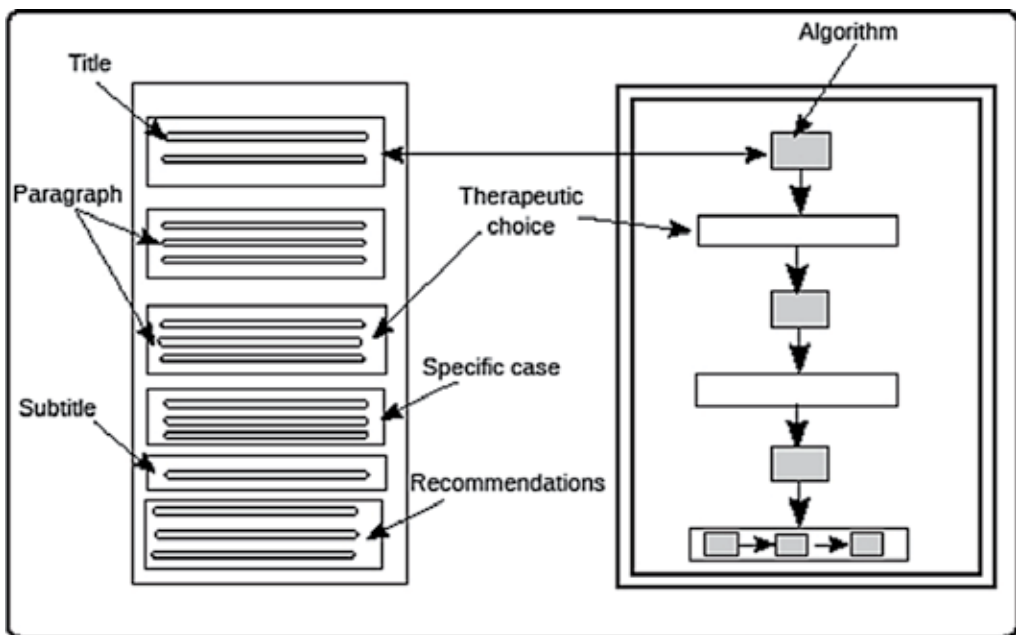 Algorithm
Title
Paragraph
Therapeutic
choice
Specific case
Subtitle
Recommendations